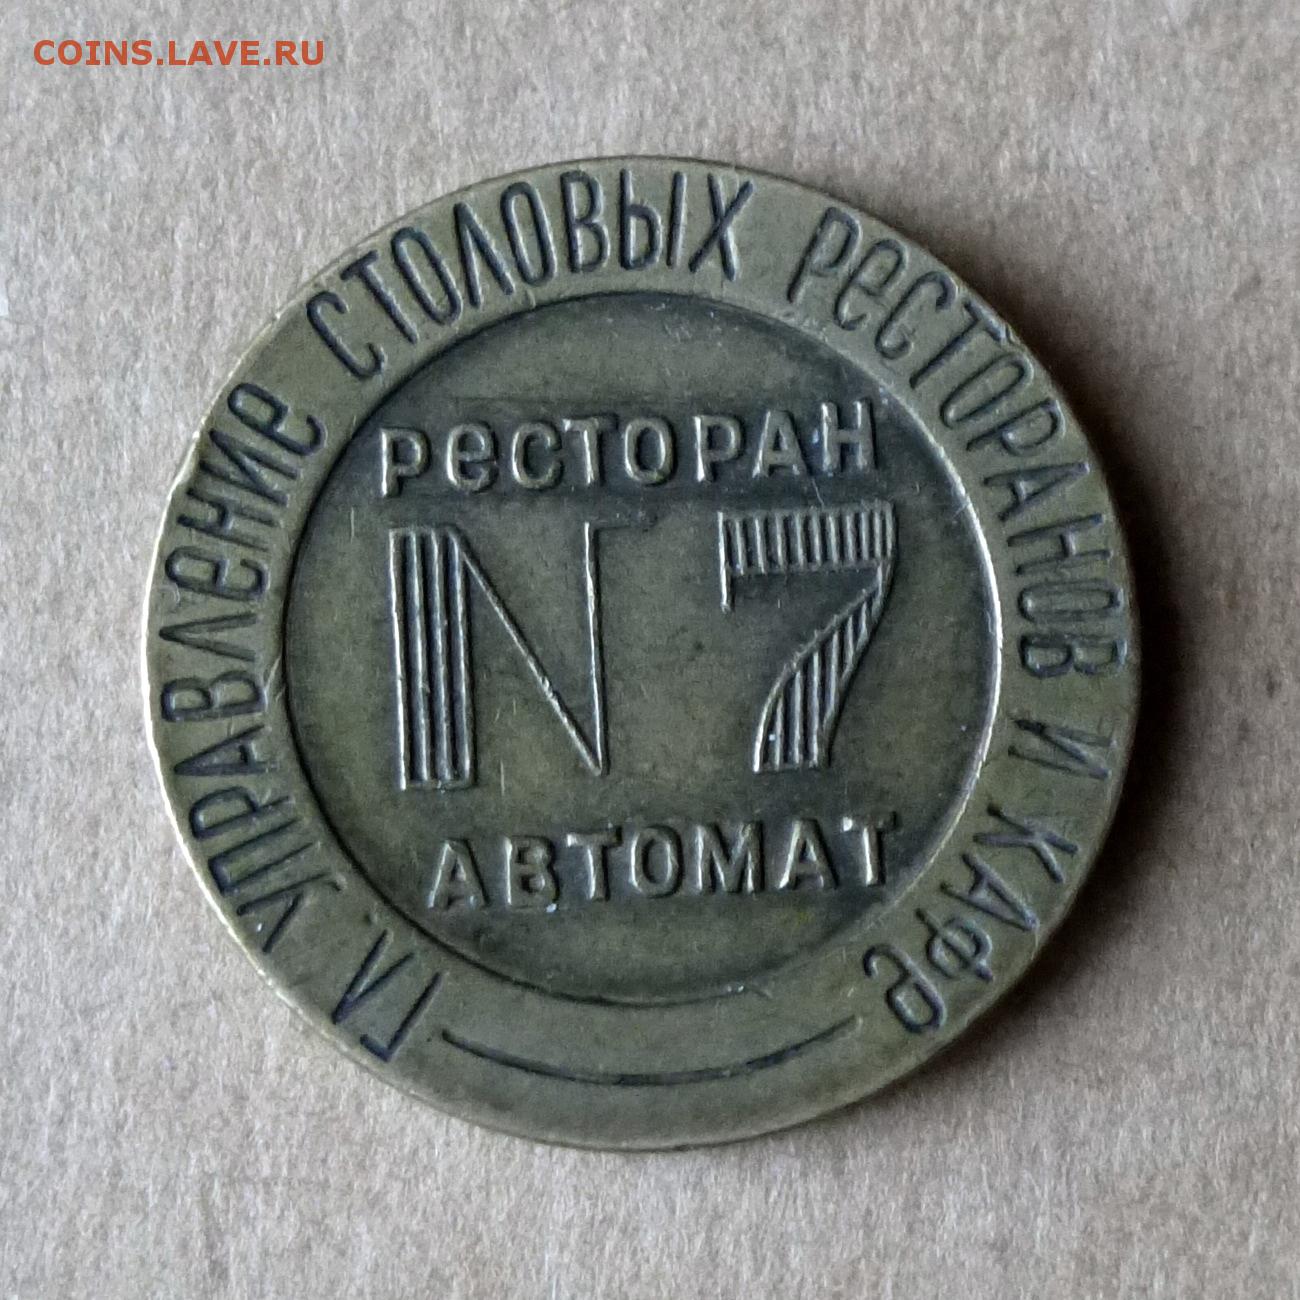 COINS.LAVE.RU
ГЛ. УПРАВЛЕНИЕ СТОЛОВЫХ РЕСТОРАНОВ И КАФЕ
РЕСТОРАН
N 7
АВТОМАТ